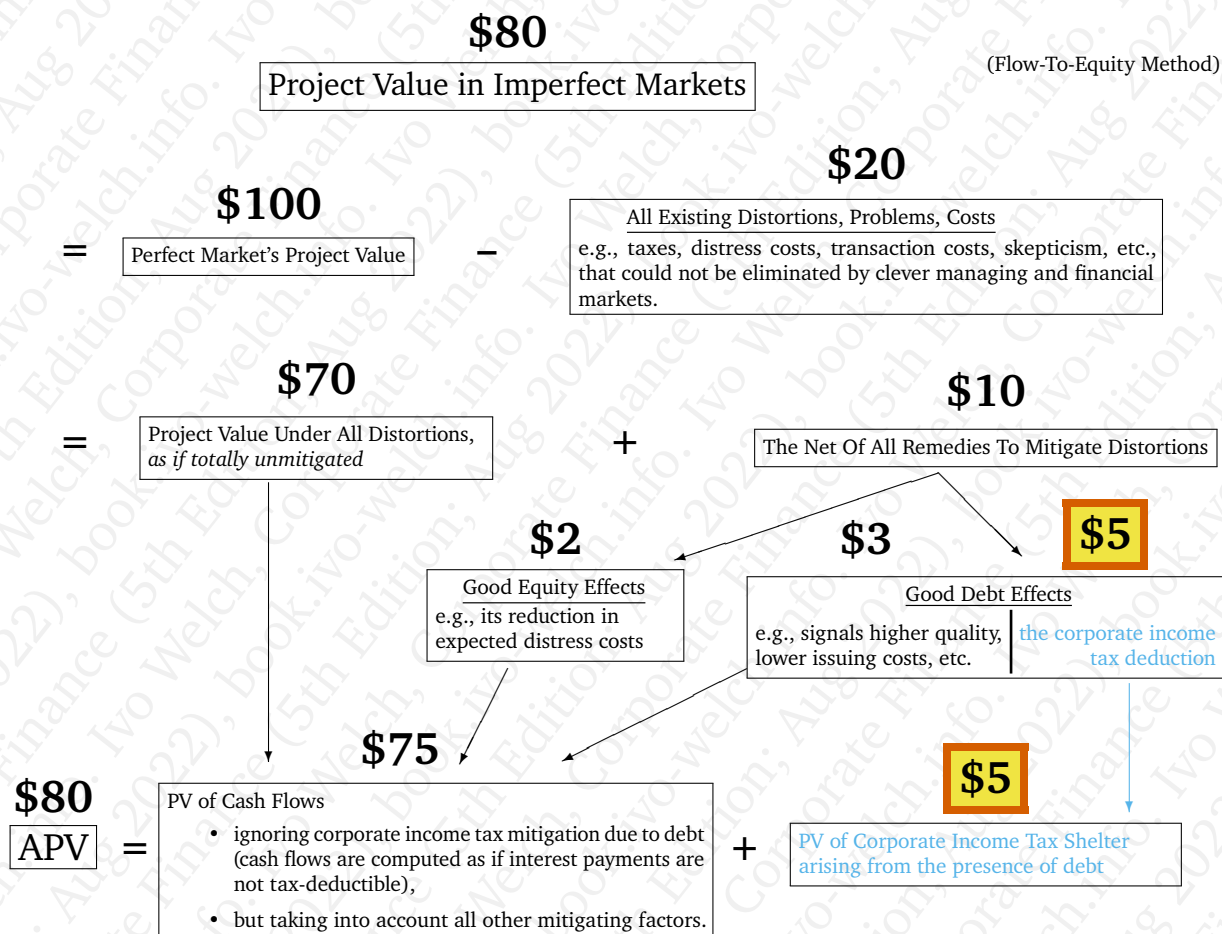 $80
Project Value in Imperfect Markets
(Flow-To-Equity Method)
=
$100
Perfect Market's Project Value
–
$20
All Existing Distortions, Problems, Costs
e.g., taxes, distress costs, transaction costs, skepticism, etc.,
that could not be eliminated by clever managing and financial
markets.
=
$70
Project Value Under All Distortions,
as if totally unmitigated
+
$10
The Net Of All Remedies To Mitigate Distortions
$2
Good Equity Effects
e.g., its reduction in
expected distress costs
$3
$5
Good Debt Effects
e.g., signals higher quality,
lower issuing costs, etc.
the corporate income
tax deduction
$80
APV
=
$75
PV of Cash Flows
• ignoring corporate income tax mitigation due to debt
(cash flows are computed as if interest payments are
not tax-deductible),
• but taking into account all other mitigating factors.
+
$5
PV of Corporate Income Tax Shelter
arising from the presence of debt